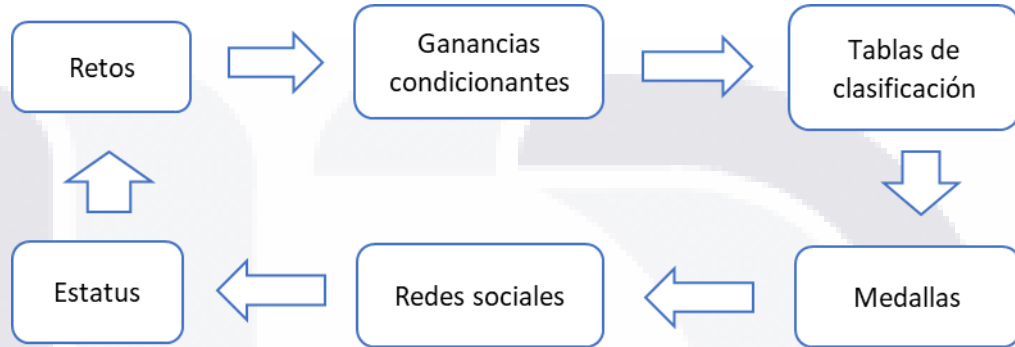 Retos
Ganancias
condicionantes
Tablas de
clasificación
Medallas
Redes sociales
Estatus